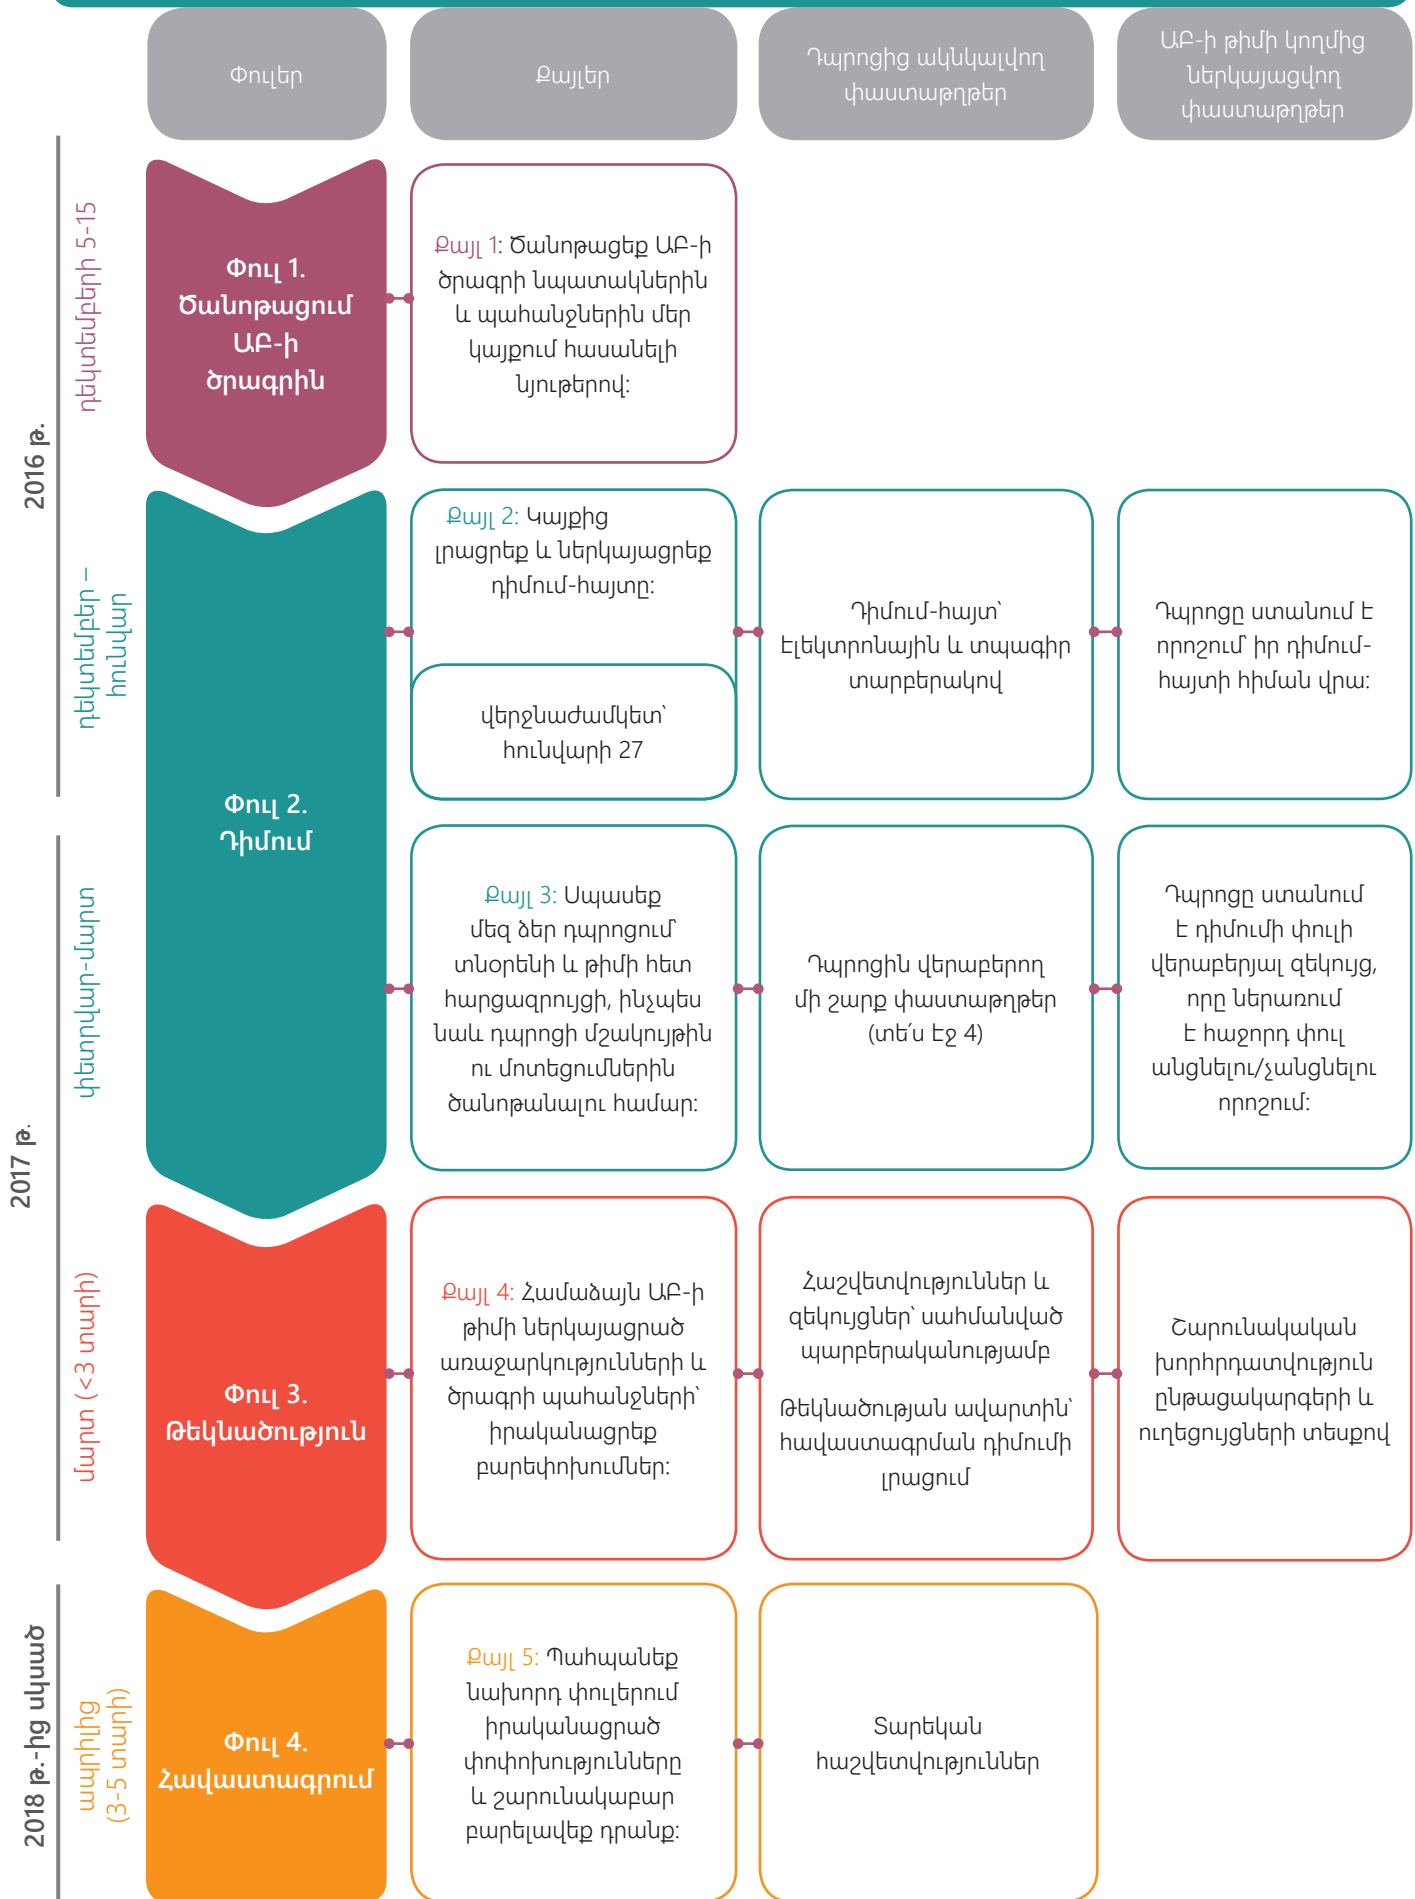 Փուլեր
Քայլեր
Դպրոցից ակնկալվող
փաստաթղթեր
ԱԲ-ի թիմի կողմից
ներկայացվող
փաստաթղթեր
2016 թ.
դեկտեմբերի 5-15
Փուլ 1.
Ծանոթացում
ԱԲ-ի
ծրագրին
Քայլ 1: Ծանոթացեք ԱԲ-ի
ծրագրի նպատակներին
և պահանջներին մեր
կայքում հասանելի
նյութերով:
դեկտեմբեր –
հունվար
Փուլ 2.
Դիմում
Քայլ 2: Կայքից
լրացրեք և ներկայացրեք
դիմում-հայտը:
վերջնաժամկետ՝
հունվարի 27
Դիմում-հայտ՝
էլեկտրոնային և տպագիր
տարբերակով
Դպրոցը ստանում է
որոշում՝ իր դիմում-
հայտի հիման վրա:
2017 թ.
փետրվար-մարտ
Քայլ 3: Սպասեք
մեզ ձեր դպրոցում՝
տնօրենի և թիմի հետ
հարցազրույցի, ինչպես
նաև դպրոցի մշակույթին
ու մոտեցումներին
ծանոթանալու համար:
Դպրոցին վերաբերող
մի շարք փաստաթղթեր
(տե՛ս էջ 4)
Դպրոցը ստանում
է դիմումի փուլի
վերաբերյալ զեկույց,
որը ներառում
է հաջորդ փուլ
անցնելու/չանցնելու
որոշում:
մարտ (<3 տարի)
Փուլ 3.
Թեկնածություն
Քայլ 4: Համաձայն ԱԲ-ի
թիմի ներկայացրած
առաջարկությունների և
ծրագրի պահանջների՝
իրականացրեք
բարեփոխումներ:
Հաշվետվություններ և
զեկույցներ՝ սահմանված
պարբերականությամբ
Թեկնածության ավարտին՝
հավաստագրման դիմումի
լրացում
Շարունակական
խորհրդատվություն
ընթացակարգերի և
ուղեցույցների տեսքով
2018 թ.-ից սկսած
ապրիլից
(3-5 տարի)
Փուլ 4.
Հավաստագրում
Քայլ 5: Պահպանեք
նախորդ փուլերում
իրականացրած
փոփոխությունները
և շարունակաբար
բարելավեք դրանք:
Տարեկան
հաշվետվություններ